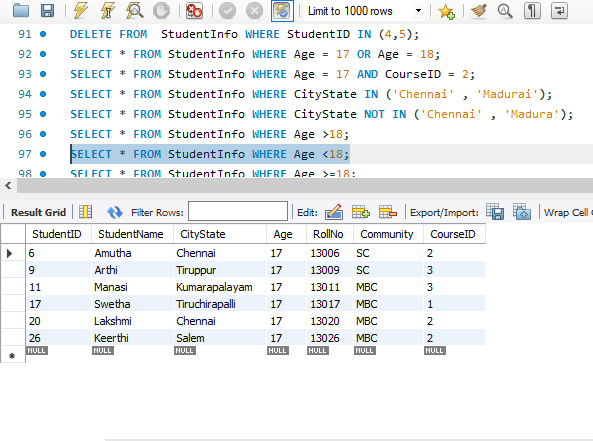 Limit to 1000 rows
91 DELETE FROM  StudentInfo WHERE StudentID IN (4,5);
92 SELECT * FROM StudentInfo WHERE Age = 17 OR Age = 18;
93 SELECT * FROM StudentInfo WHERE Age = 17 AND CourseID = 2;
94 SELECT * FROM StudentInfo WHERE CityState IN ('Chennai' , 'Madurai');
95 SELECT * FROM StudentInfo WHERE CityState NOT IN ('Chennai' , 'Madura');
96 SELECT * FROM StudentInfo WHERE Age >18;
97 SELECT * FROM StudentInfo WHERE Age <18;
98 SELECT * FROM StudentInfo WHERE Age >=18;
Result Grid Filter Rows: Edit: Export/Import: Wrap Cell C
StudentID StudentName CityState Age RollNo Community CourseID
6 Amutha Chennai 17 13006 SC 2
9 Arthi Tiruppur 17 13009 SC 3
11 Manasi Kumarapalayam 17 13011 MBC 3
17 Swetha Tiruchirapalli 17 13017 MBC 1
20 Lakshmi Chennai 17 13020 MBC 2
26 Keerthi Salem 17 13026 MBC 2
NULL NULL NULL NULL NULL NULL NULL